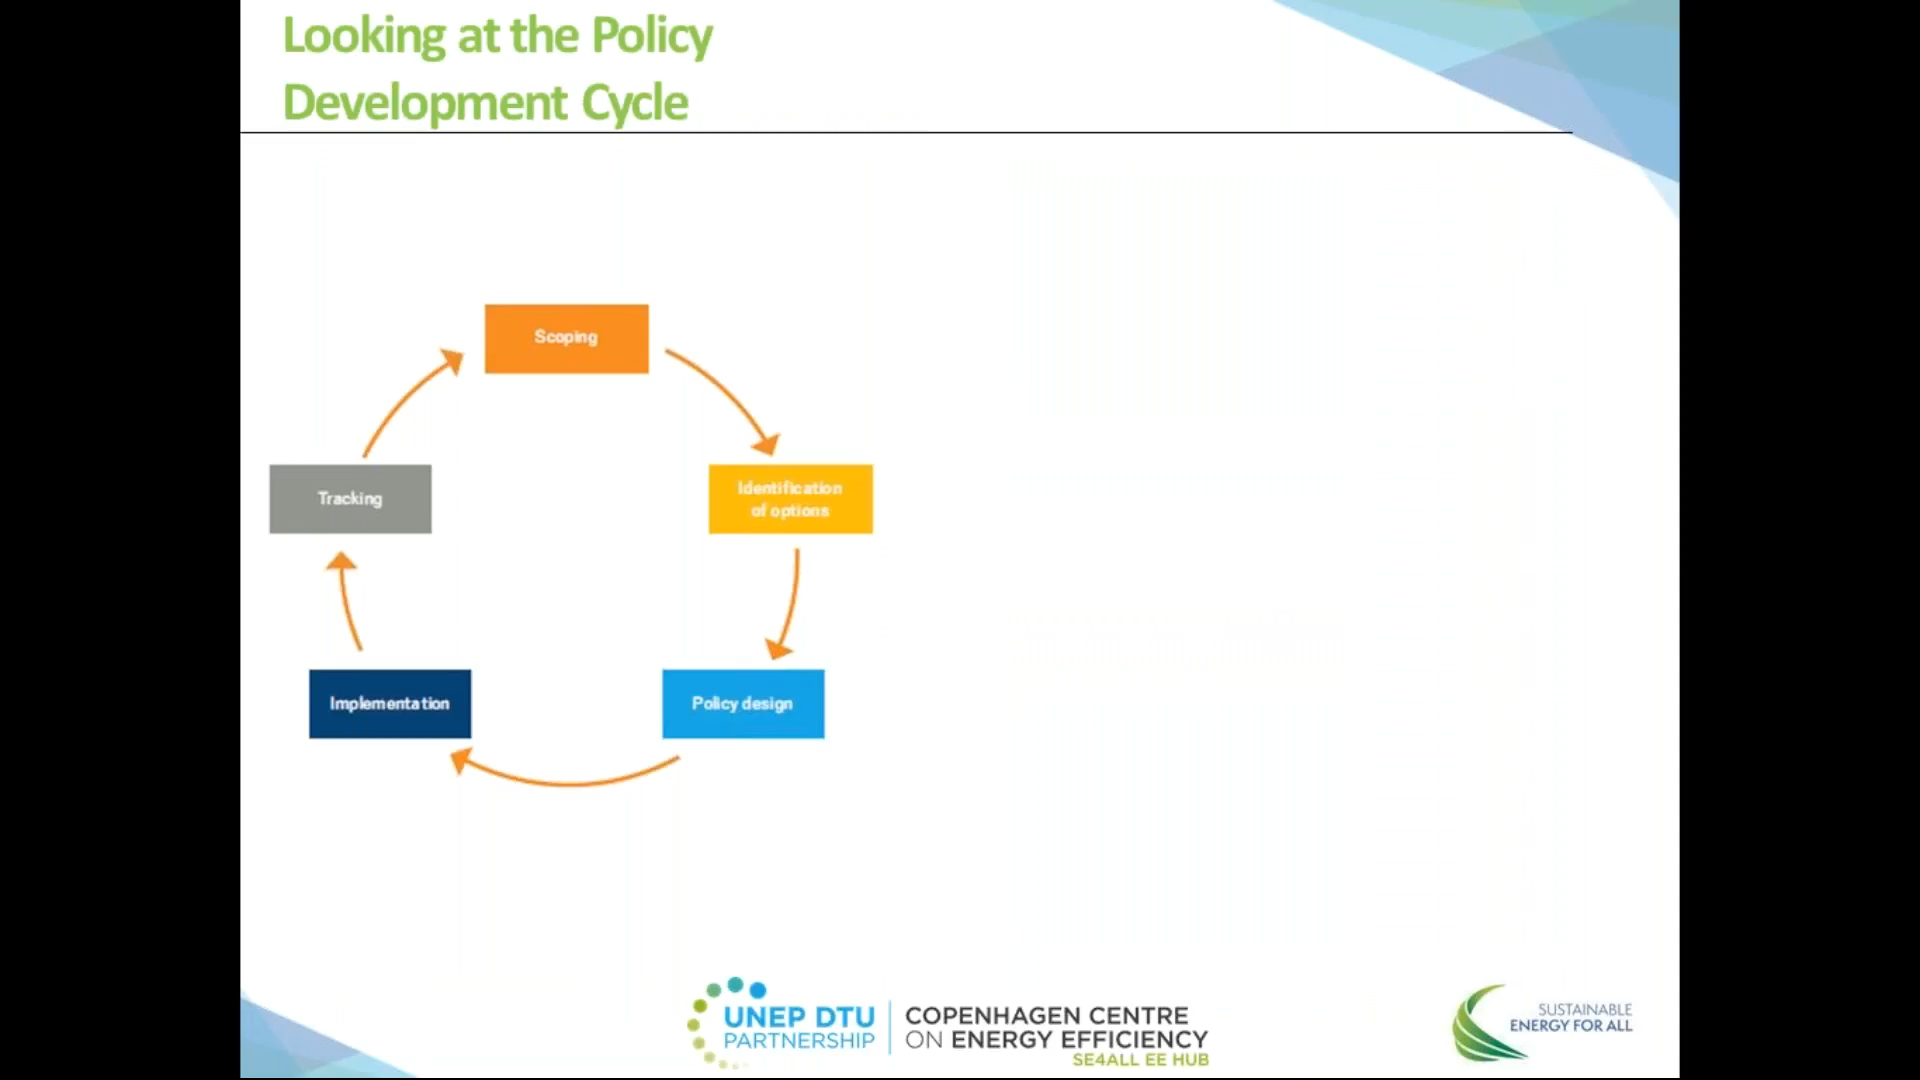 Looking at the Policy
Development Cycle
Scoping
Tracking
Identification
of options
Implementation
Policy design
UNEP DTU
PARTNERSHIP
COPENHAGEN CENTRE
ON ENERGY EFFICIENCY
SE4ALL EE HUB
SUSTAINABLE
ENERGY FOR ALL